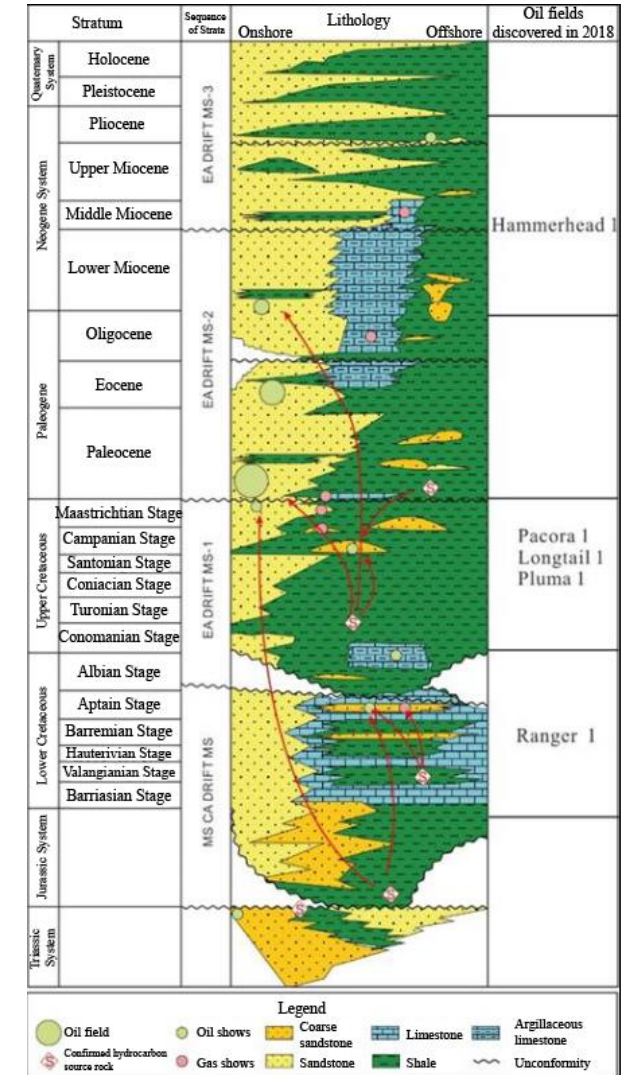 Stratum
Sequence
of Strata
Lithology
Onshore
Offshore
Oil fields
discovered in 2018
Quaternary
System
Holocene
Pleistocene
Neogene System
Pliocene
Upper Miocene
Middle Miocene
Lower Miocene
Paleogene
Oligocene
Eocene
Paleocene
Upper Cretaceous
Maastrichtian Stage
Campanian Stage
Santonian Stage
Coniacian Stage
Turonian Stage
Conomanian Stage
Lower Cretaceous
Albian Stage
Aptain Stage
Barremian Stage
Hauterivian Stage
Valangianian Stage
Barriasian Stage
Jurassic System
Triassic
System
EA DRIFT MS-3
EA DRIFT MS-2
EA DRIFT MS-1
MS CA DRIFT MS
S
S
S
S
S
Hammerhead 1
Pacora 1
Longtail 1
Pluma 1
Ranger 1
Legend
Oil field
Oil shows
Coarse
sandstone
Limestone
Argillaceous
limestone
S
Confirmed hydrocarbon
source rock
Gas shows
Sandstone
Shale
Unconformity